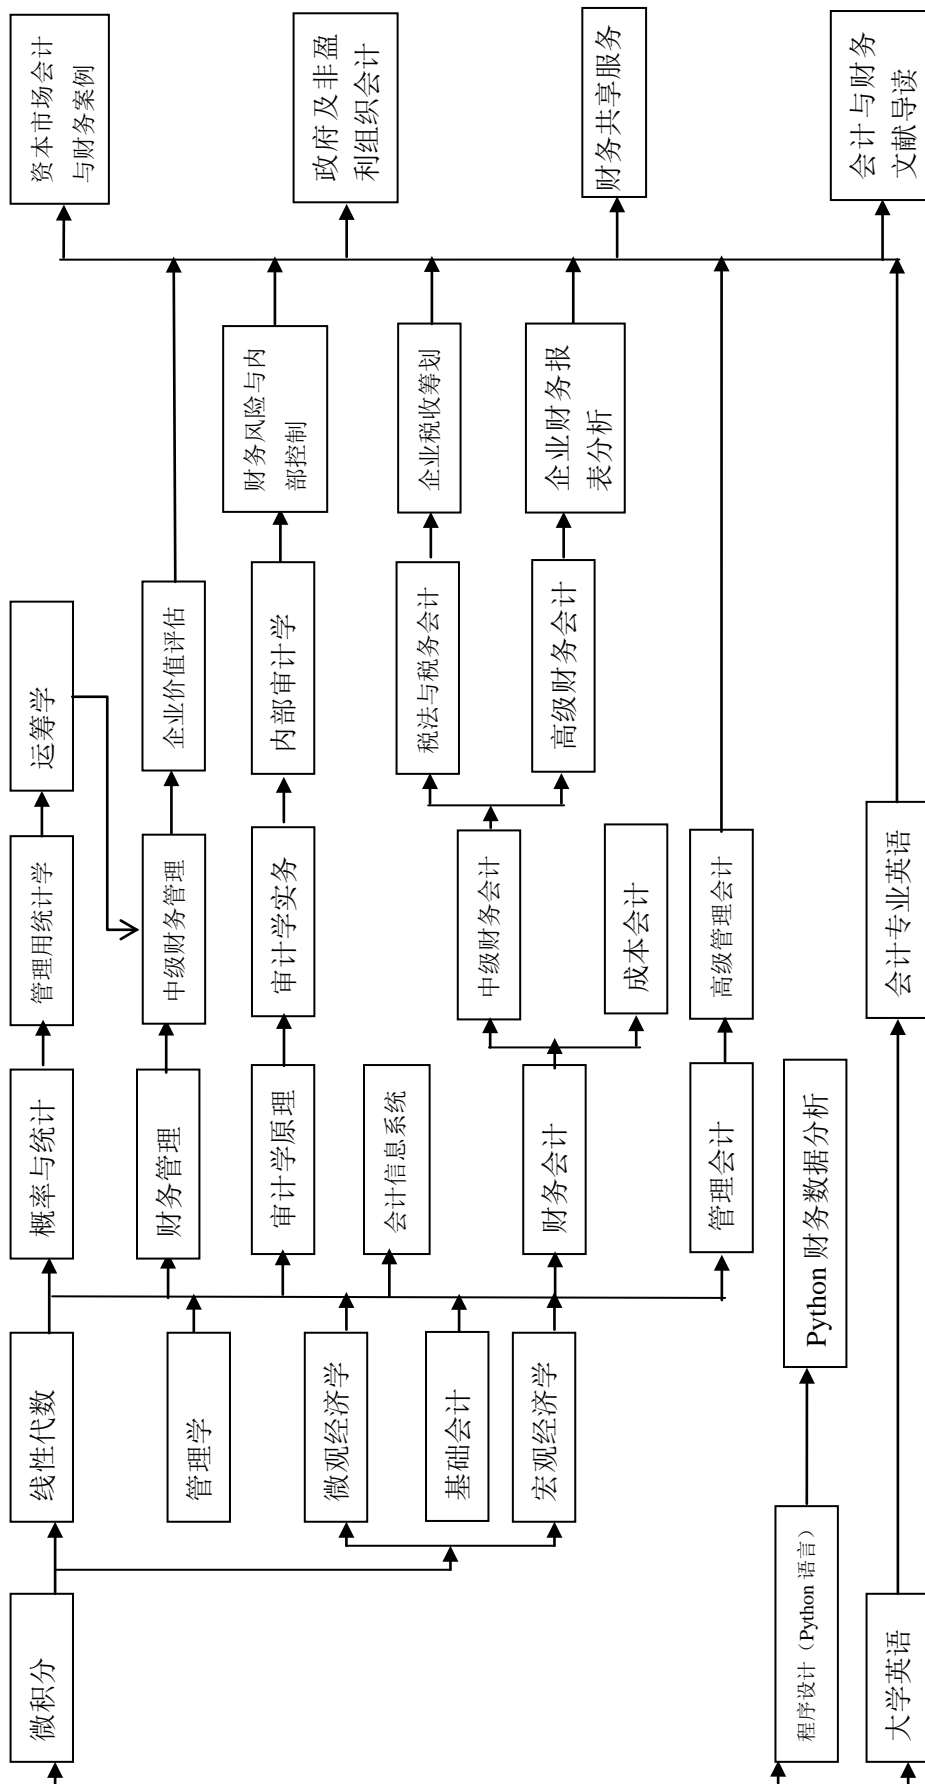 微积分
程序设计（Python 语言）
大学英语
线性代数
管理学
微观经济学
基础会计
宏观经济学
概率与统计
财务管理
审计学原理
会计信息系统
财务会计
管理会计
Python 财务数据分析
管理用统计学
中级财务管理
审计学实务
中级财务会计
成本会计
高级管理会计
会计专业英语
运筹学
企业价值评估
内部审计学
税法与税务会计
高级财务会计
财务风险与内
部控制
企业税收筹划
企业财务报
表分析
资本市场会计
与财务案例
政府及非盈
利组织会计
财务共享服务
会计与财务
文献导读